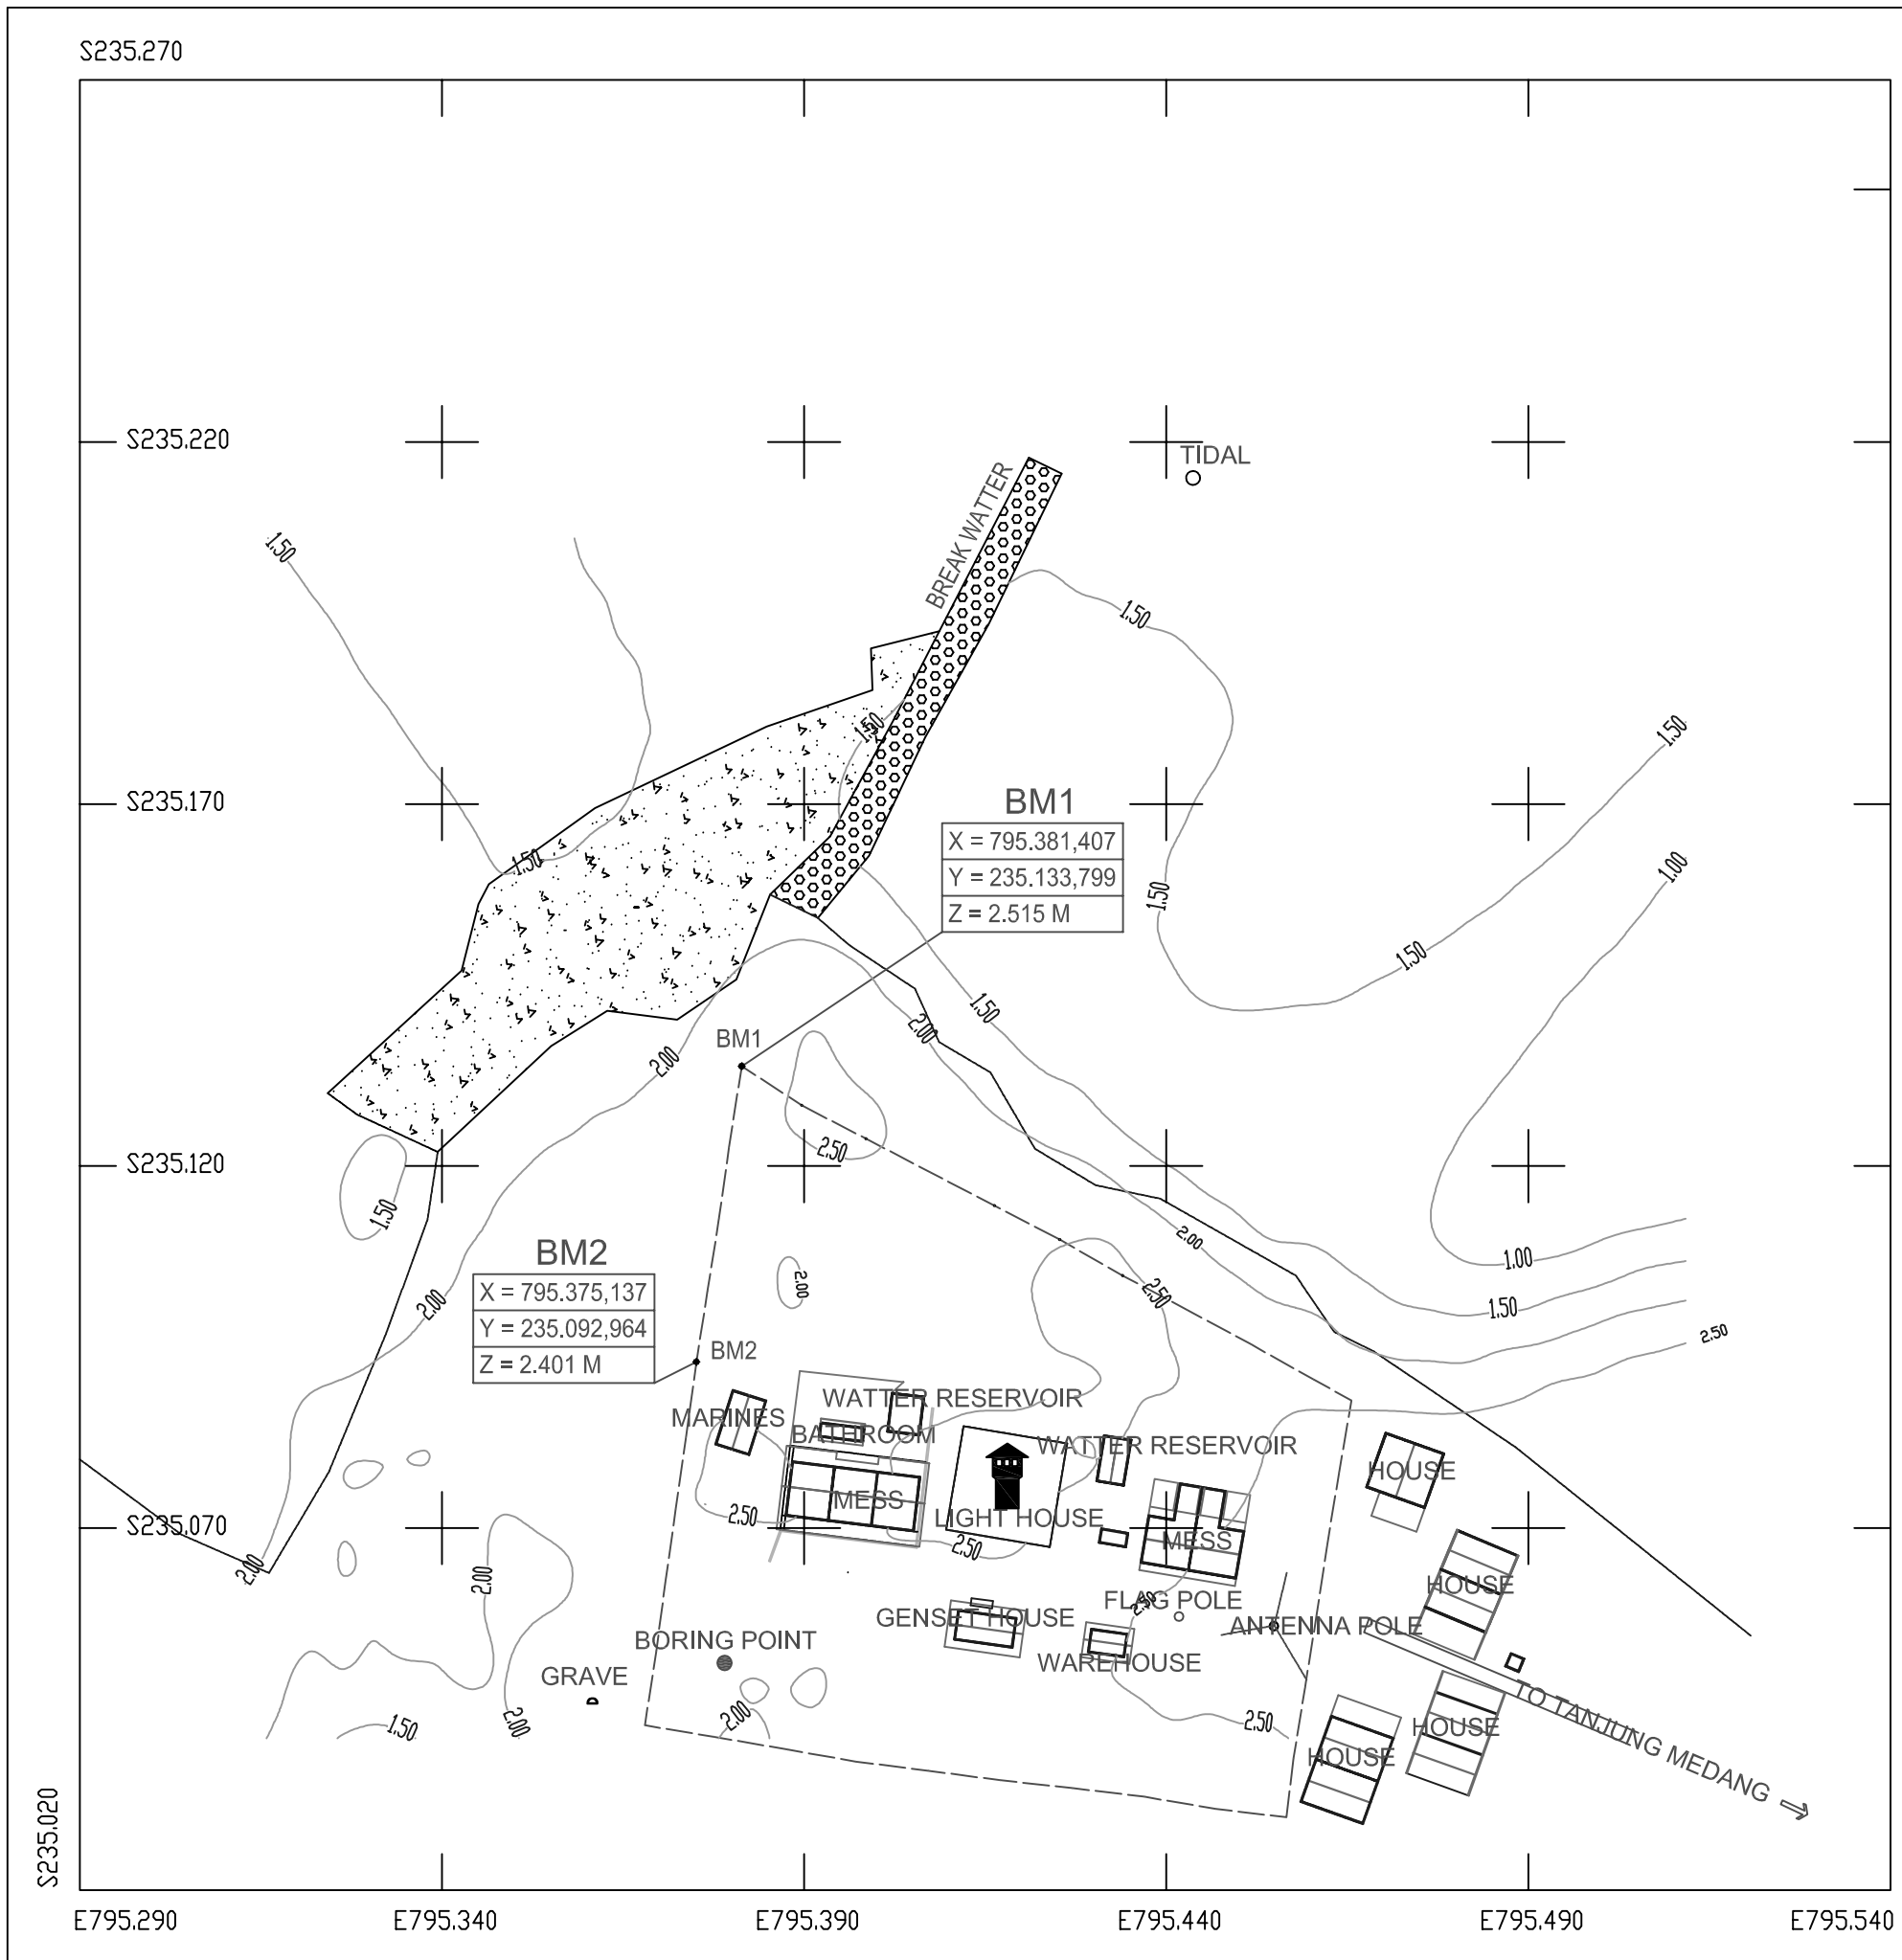 S235.270
S235.220
TIDAL
BREAK WATTER
1.50
1.50
1.50
1.50
S235.170
BM1
X = 795.381,407
Y = 235.133,799
Z = 2.515 M
1.50
1.00
1.50
1.50
1.50
2.00
BM1
2.00
2.50
S235.120
1.50
2.00
BM2
X = 795.375,137
Y = 235.092,964
Z = 2.401 M
2.00
2.00
2.50
1.00
1.50
2.50
BM2
WATTER RESERVOIR
MARINES
BATHROOM
WATTER RESERVOIR
HOUSE
MESS
2.50
LIGHT HOUSE
S235.070
MESS
2.50
2.00
2.00
HOUSE
FLAG POLE
2.50
GENSET HOUSE
ANTENNA POLE
BORING POINT
WAREHOUSE
GRAVE
2.00
2.00
1.50
2.50
HOUSE
HOUSE
TO TANJUNG MEDANG
S235.020
E795.290
E795.340
E795.390
E795.440
E795.490
E795.540